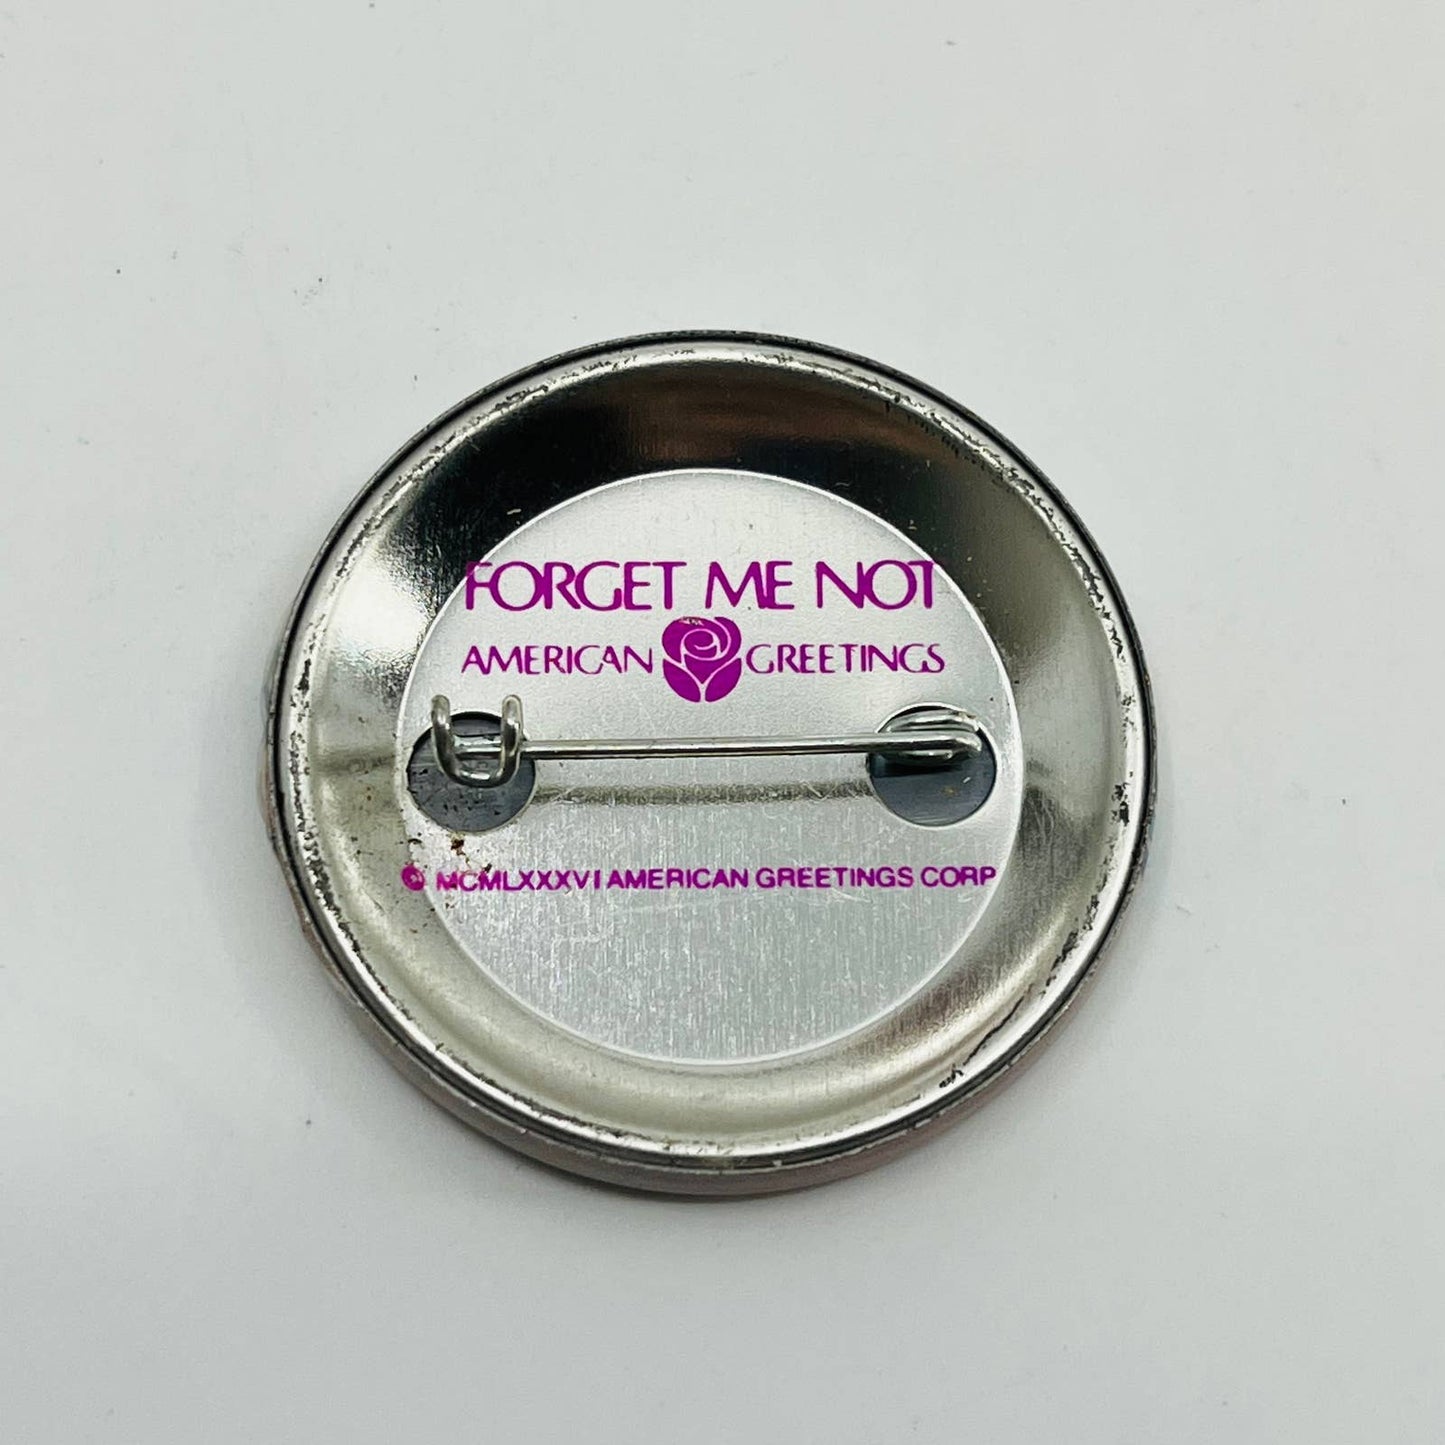 FORGET ME NOT
AMERICAN GREETINGS
© MCMLXXXVI AMERICAN GREETINGS CORP